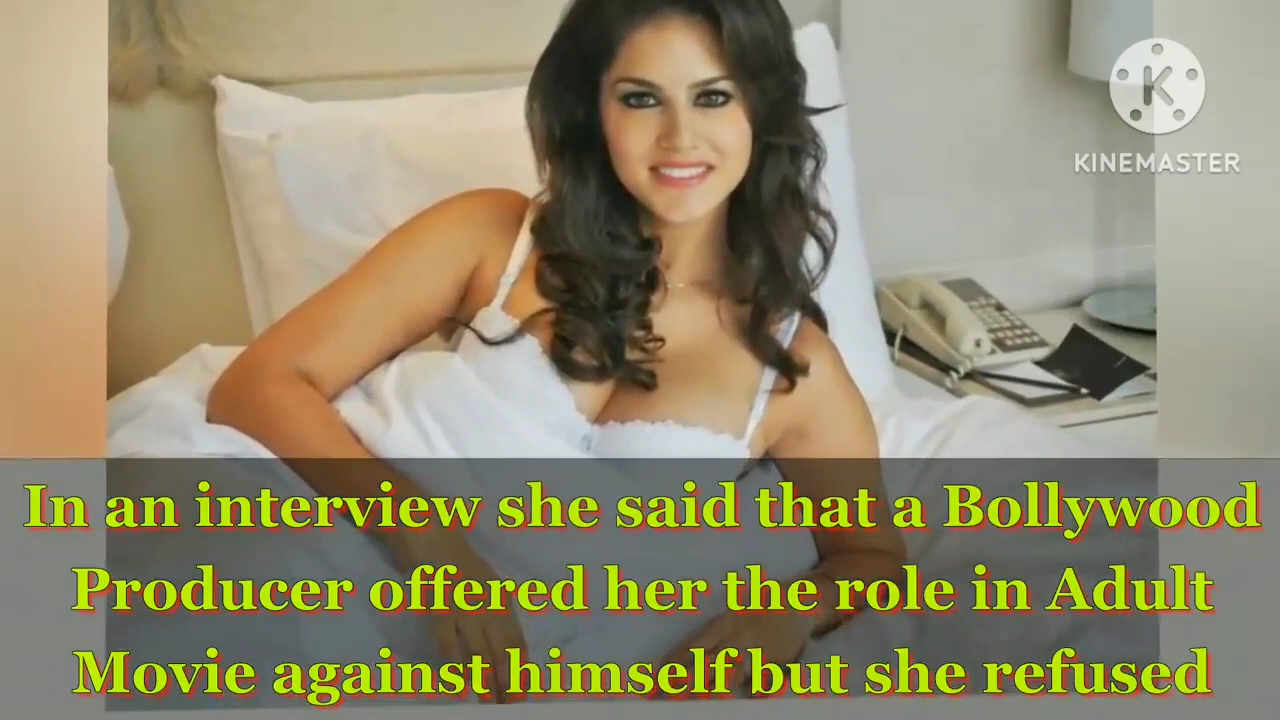 K
KINEMASTER
In an interview she said that a Bollywood
Producer offered her the role in Adult
Movie against himself but she refused